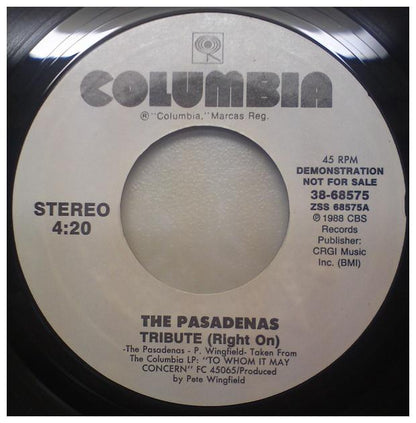 COLUMBIA
® "Columbia," Marcas Reg.
STEREO
4:20
45 RPM
DEMONSTRATION
NOT FOR SALE
38-68575
ZSS 68575A
℗ 1988 CBS
Records
Publisher:
CRGI Music
Inc. (BMI)
THE PASADENAS
TRIBUTE (Right On)
-The Pasadenas - P. Wingfield- Taken From
The Columbia LP: "TO WHOM IT MAY
CONCERN" FC 45065/Produced
by Pete Wingfield